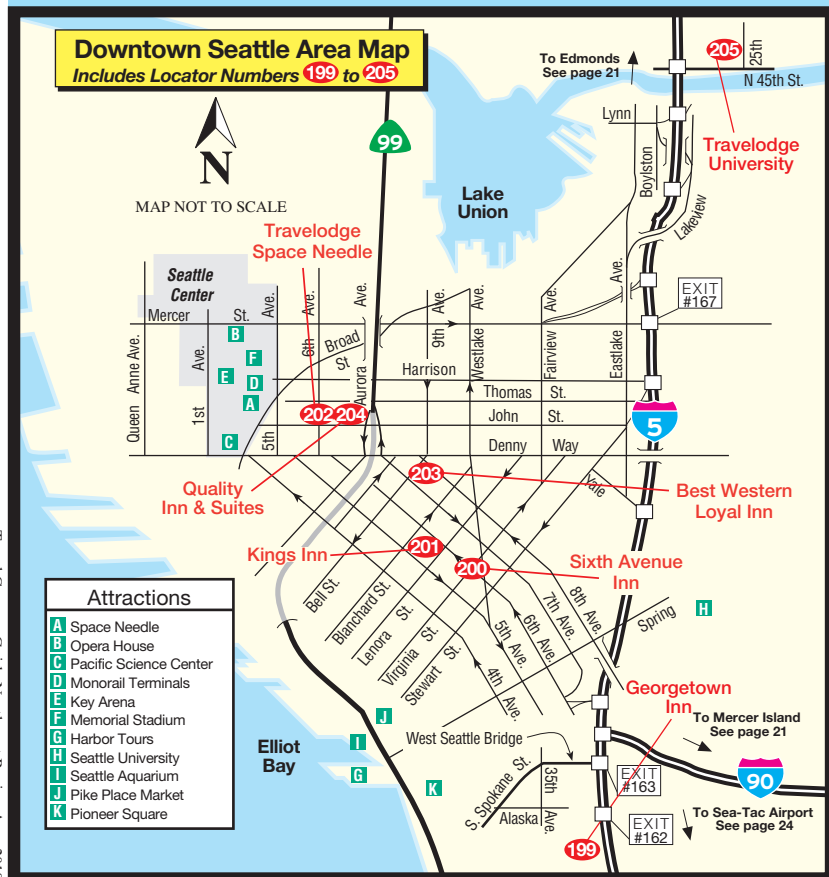 Downtown Seattle Area Map
Includes Locator Numbers 199 to 205
N
MAP NOT TO SCALE
99
To Edmonds
See page 21
205
25th
N 45th St.
Travelodge
University
Lynn
Boylston
Lakeview
Lake
Union
Travelodge
Space Needle
Seattle
Center
Mercer St.
Queen Anne Ave.
1st Ave.
5th Ave.
6th Ave.
Broad
St
Aurora Ave.
9th Ave.
Westlake Ave.
Fairview Ave.
Eastlake Ave.
EXIT
#167
Harrison
Thomas St.
John St.
Denny Way
5
B
F
E
D
A
C
202
204
203
Yale
Quality
Inn & Suites
Best Western
Loyal Inn
Kings Inn
201
200
Sixth Avenue
Inn
Bell St.
Blanchard St.
Lenora St.
Virginia St.
Stewart St.
4th Ave.
5th Ave.
6th Ave.
7th Ave.
8th Ave.
Spring
H
Attractions
A Space Needle
B Opera House
C Pacific Science Center
D Monorail Terminals
E Key Arena
F Memorial Stadium
G Harbor Tours
H Seattle University
I Seattle Aquarium
J Pike Place Market
K Pioneer Square
Elliot
Bay
J
I
G
K
Georgetown
Inn
To Mercer Island
See page 21
West Seattle Bridge
90
S. Spokane St.
35th Ave.
Alaska
EXIT
#163
EXIT
#162
199
To Sea-Tac Airport
See page 24